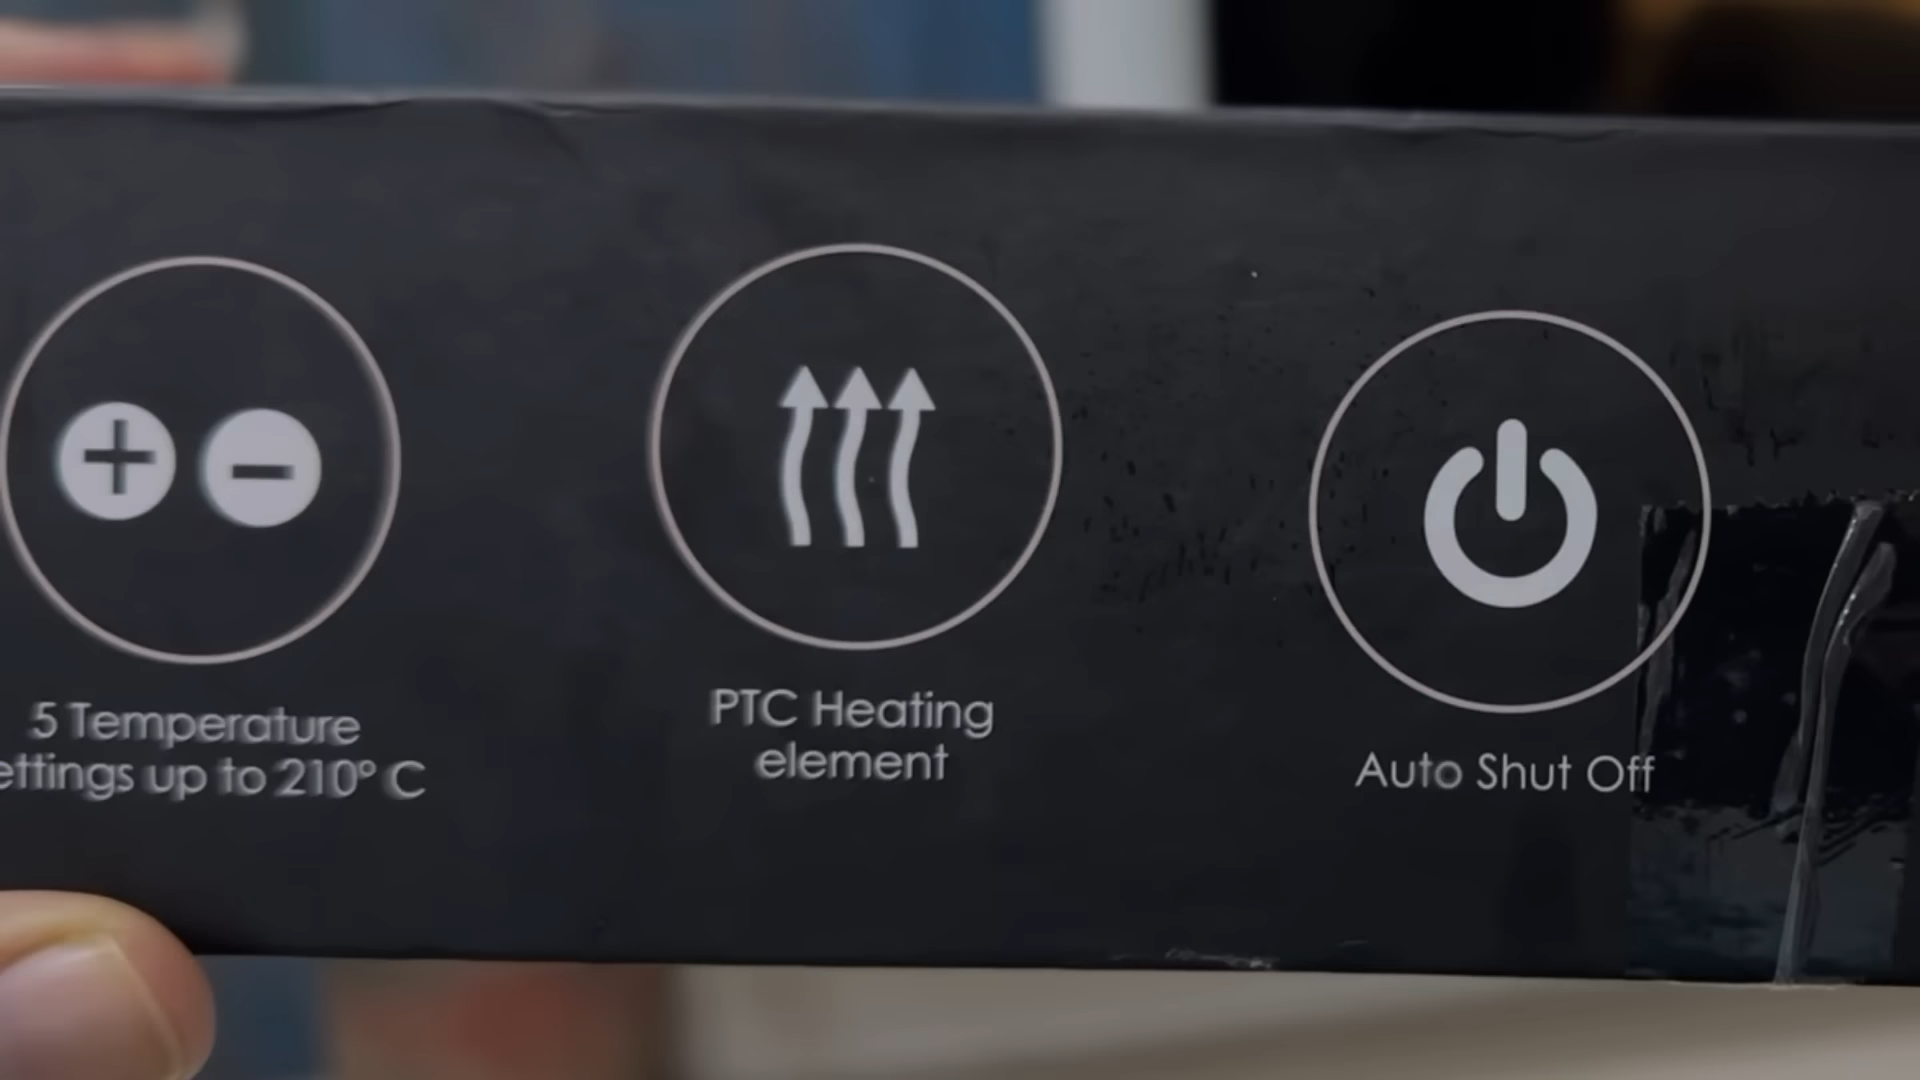 5 Temperature
ettings up to 210° C
PTC Heating
element
Auto Shut Off